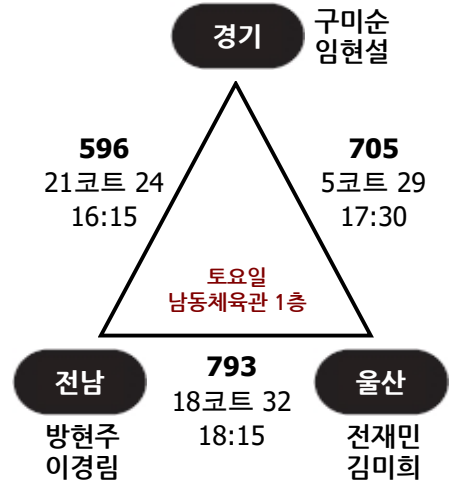 경기
구미순
임현설
596
21코트 24
16:15
705
5코트 29
17:30
토요일
남동체육관 1층
전남
방현주
이경림
793
18코트 32
18:15
울산
전재민
김미희